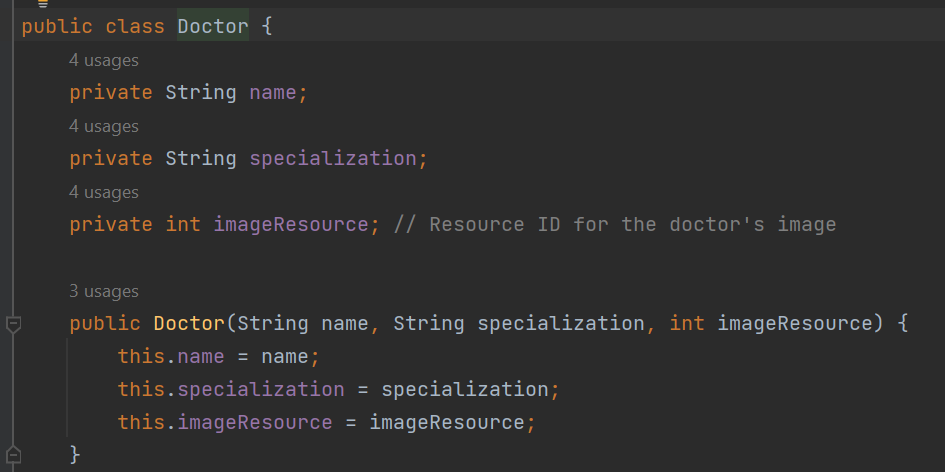 public class Doctor {
4 usages
private String name;
4 usages
private String specialization;
4 usages
private int imageResource; // Resource ID for the doctor's image
3 usages
public Doctor(String name, String specialization, int imageResource) {
this.name = name;
this.specialization = specialization;
this.imageResource = imageResource;
}